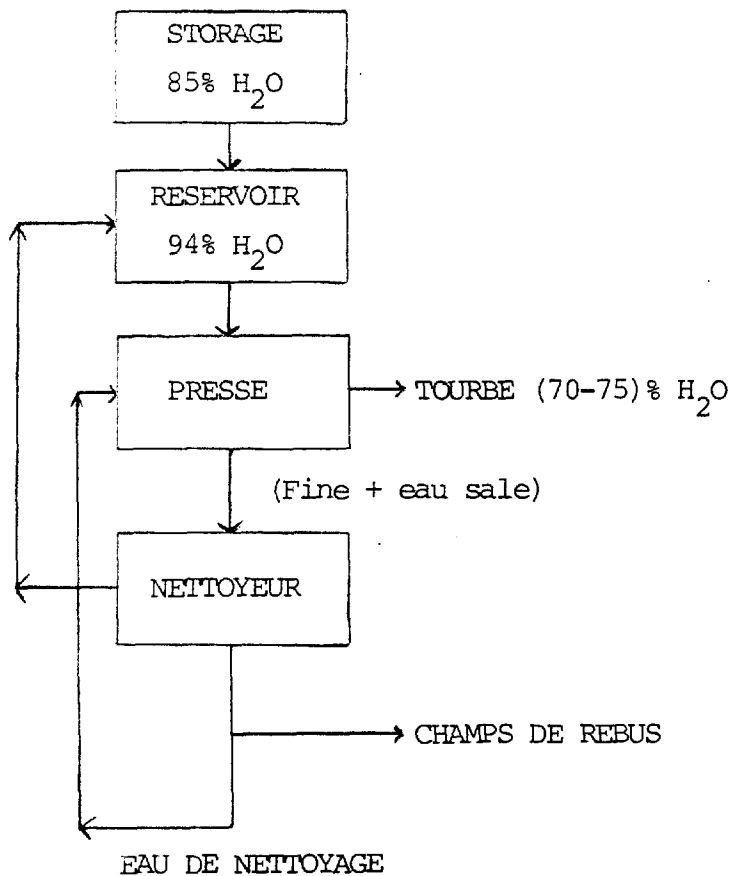 STORAGE
85% H2O
RESERVOIR
94% H2O
PRESSE
TOURBE (70-75)% H2O
(Fine + eau sale)
NETTOYEUR
CHAMPS DE REBUS
EAU DE NETTOYAGE